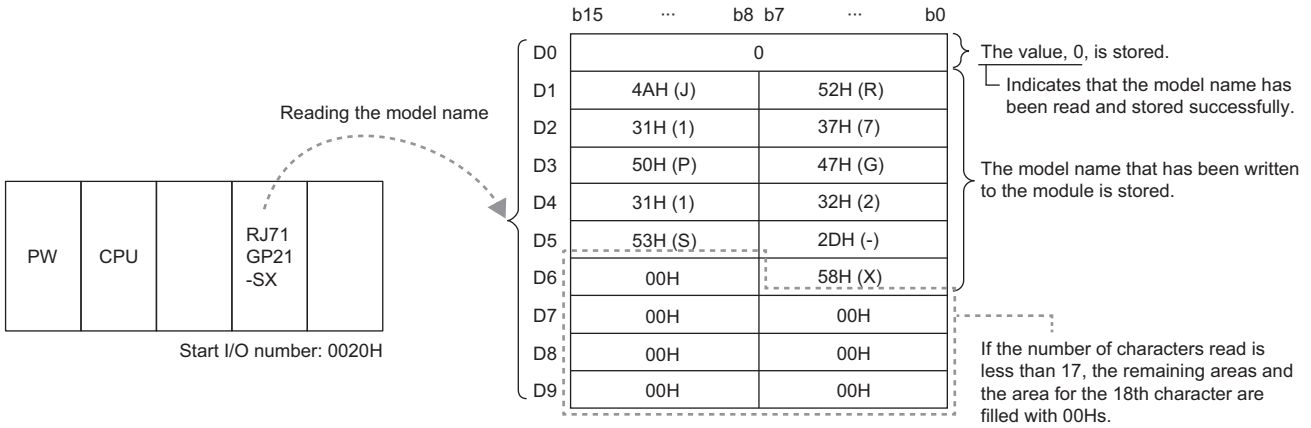 b15 ... b8 b7 ... b0
D0 0
D1 4AH (J) 52H (R)
D2 31H (1) 37H (7)
D3 50H (P) 47H (G)
D4 31H (1) 32H (2)
D5 53H (S) 2DH (-)
D6 00H 58H (X)
D7 00H 00H
D8 00H 00H
D9 00H 00H
The value, 0, is stored.
Indicates that the model name has
been read and stored successfully.
The model name that has been written
to the module is stored.
If the number of characters read is
less than 17, the remaining areas and
the area for the 18th character are
filled with 00Hs.
Reading the model name
PW
CPU
RJ71
GP21
-SX
Start I/O number: 0020H